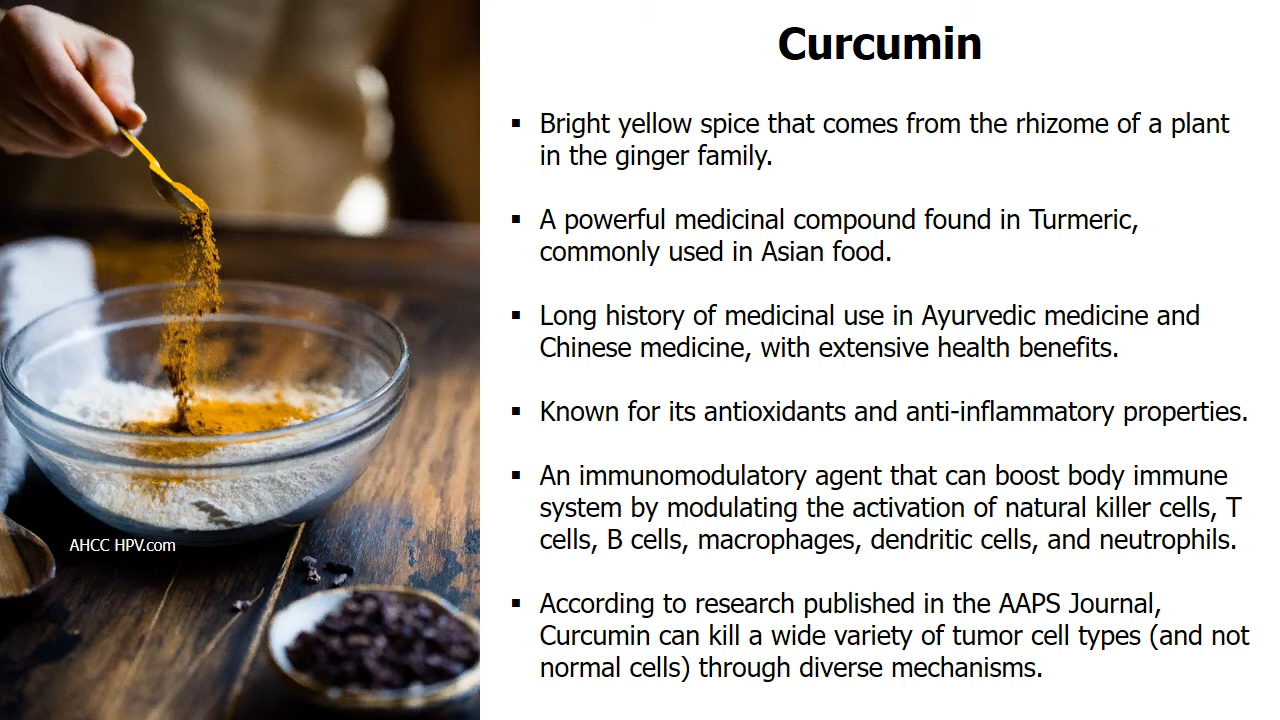 Curcumin
▪ Bright yellow spice that comes from the rhizome of a plant
in the ginger family.
▪ A powerful medicinal compound found in Turmeric,
commonly used in Asian food.
▪ Long history of medicinal use in Ayurvedic medicine and
Chinese medicine, with extensive health benefits.
▪ Known for its antioxidants and anti-inflammatory properties.
▪ An immunomodulatory agent that can boost body immune
system by modulating the activation of natural killer cells, T
cells, B cells, macrophages, dendritic cells, and neutrophils.
▪ According to research published in the AAPS Journal,
Curcumin can kill a wide variety of tumor cell types (and not
normal cells) through diverse mechanisms.
AHCC HPV.com